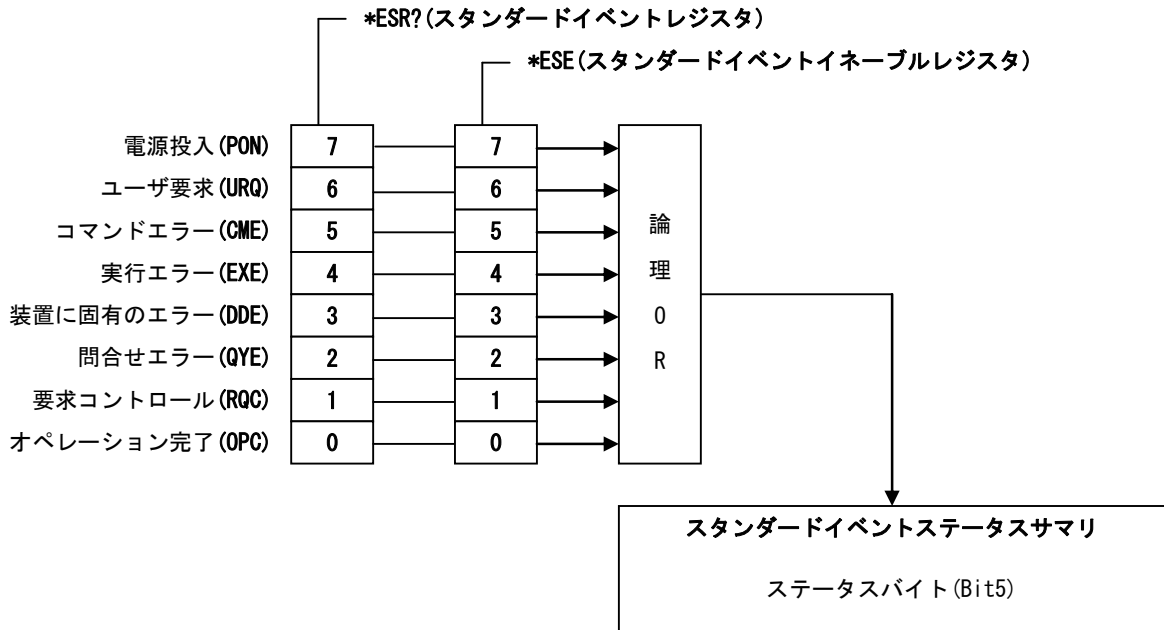 *ESR?(スタンダードイベントレジスタ)
*ESE(スタンダードイベントイネーブルレジスタ)
電源投入(PON) 7 7
ユーザ要求(URQ) 6 6
コマンドエラー(CME) 5 5
実行エラー(EXE) 4 4
装置に固有のエラー(DDE) 3 3
問合せエラー(QYE) 2 2
要求コントロール(RQC) 1 1
オペレーション完了(OPC) 0 0
論
理
O
R
スタンダードイベントステータスサマリ
ステータスバイト(Bit5)